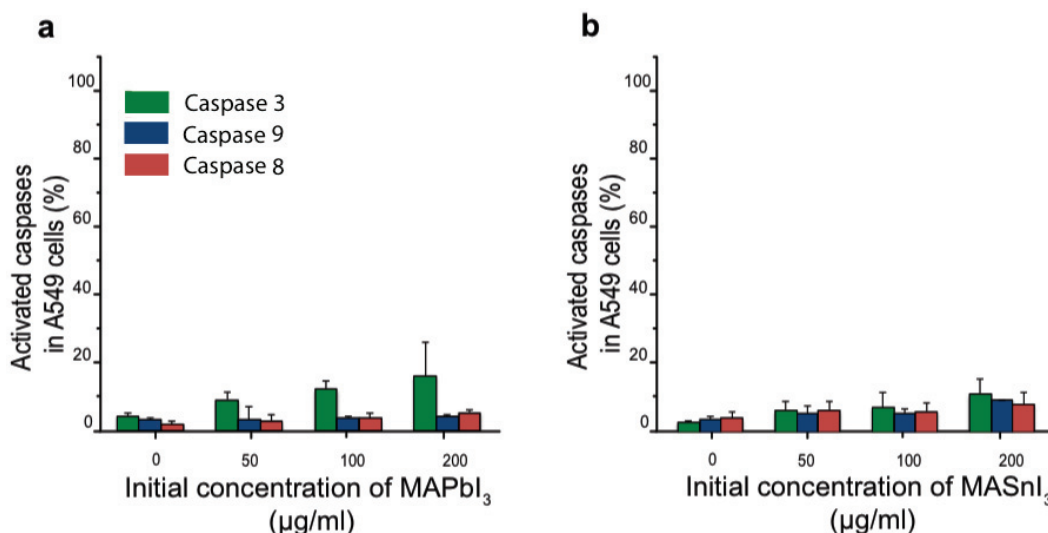 a
100
80
60
40
20
0
Activated caspases
in A549 cells (%)
Caspase 3
Caspase 9
Caspase 8
0 50 100 200
Initial concentration of MAPbI₃
(µg/ml)
b
100
80
60
40
20
0
Activated caspases
in A549 cells (%)
0 50 100 200
Initial concentration of MASnI₃
(µg/ml)